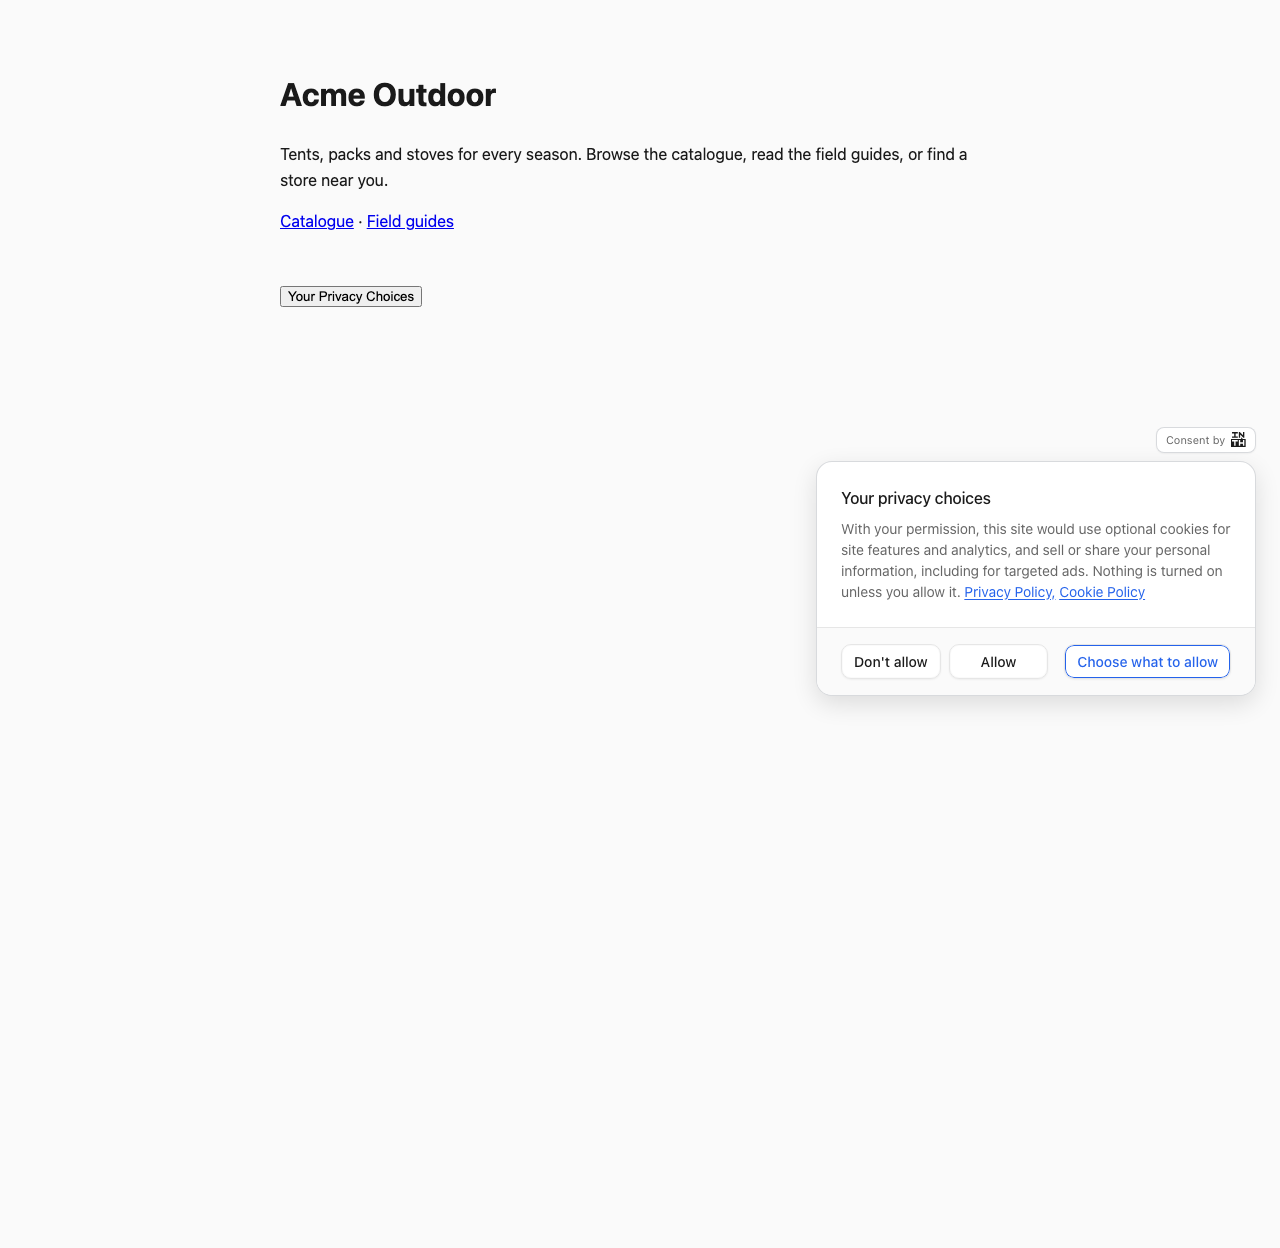 Acme Outdoor
Tents, packs and stoves for every season. Browse the catalogue, read the field guides, or find a
store near you.
Catalogue · Field guides
Your Privacy Choices
Consent by IN TH
Your privacy choices
With your permission, this site would use optional cookies for
site features and analytics, and sell or share your personal
information, including for targeted ads. Nothing is turned on
unless you allow it. Privacy Policy, Cookie Policy
Don't allow Allow Choose what to allow